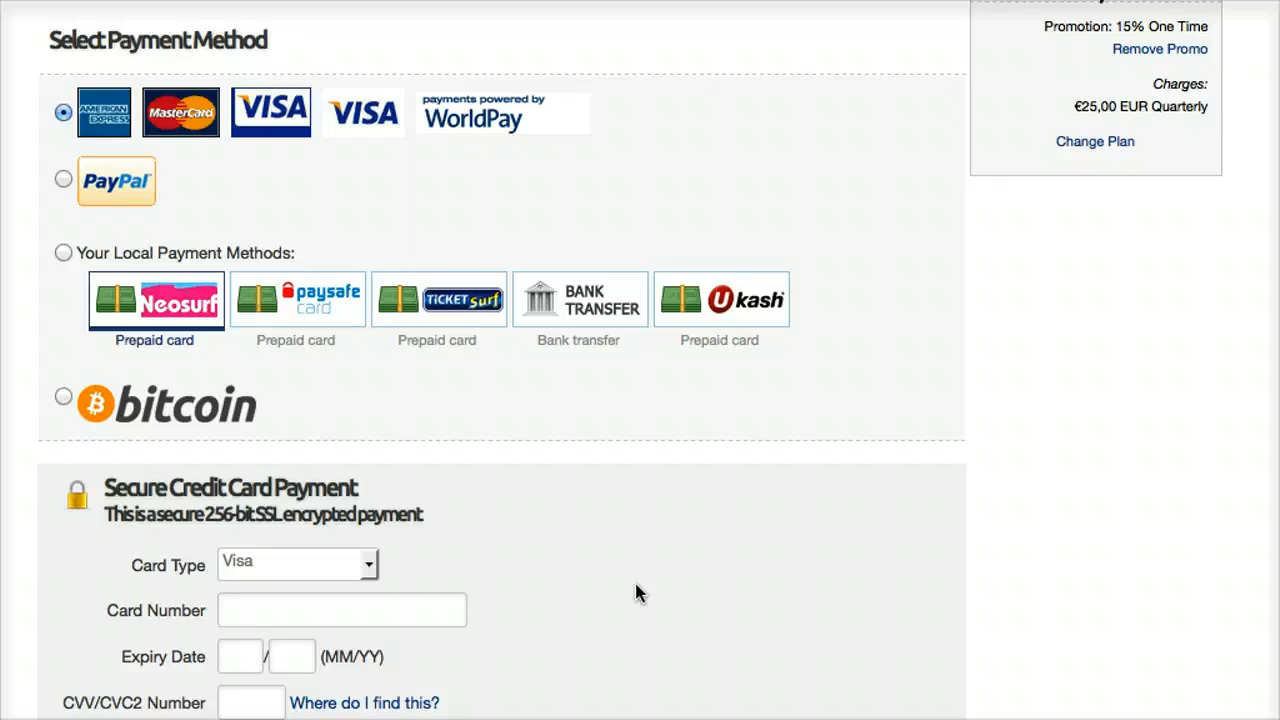 Select Payment Method
Promotion: 15% One Time
Remove Promo
Charges:
€25,00 EUR Quarterly
Change Plan
AMERICAN EXPRESS
MasterCard
VISA
VISA
payments powered by
WorldPay
PayPal
Your Local Payment Methods:
Neosurf
paysafe
card
TICKET surf
BANK
TRANSFER
Ukash
Prepaid card
Prepaid card
Prepaid card
Bank transfer
Prepaid card
bitcoin
Secure Credit Card Payment
This is a secure 256-bit SSL encrypted payment
Card Type Visa
Card Number
Expiry Date / (MM/YY)
CVV/CVC2 Number Where do I find this?